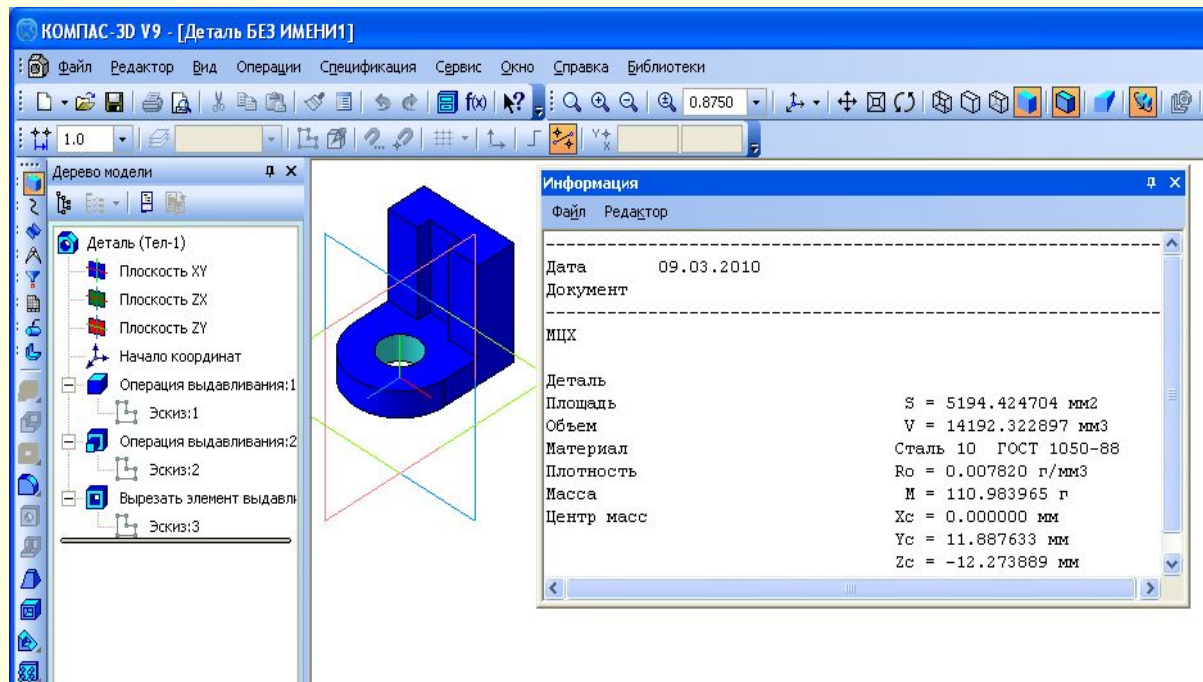 КОМПАС-3D V9 - [Деталь БЕЗ ИМЕНИ1]
Файл Редактор Вид Операции Спецификация Сервис Окно Справка Библиотеки
f(x) 0.8750
1.0
Дерево модели
Деталь (Тел-1)
Плоскость XY
Плоскость ZX
Плоскость ZY
Начало координат
Операция выдавливания:1
Эскиз:1
Операция выдавливания:2
Эскиз:2
Вырезать элемент выдавли
Эскиз:3
Информация
Файл Редактор
Дата 09.03.2010
Документ
МЦХ
Деталь
Площадь S = 5194.424704 мм2
Объем V = 14192.322897 мм3
Материал Сталь 10 ГОСТ 1050-88
Плотность Ro = 0.007820 г/мм3
Масса M = 110.983965 г
Центр масс Xc = 0.000000 мм
Yc = 11.887633 мм
Zc = -12.273889 мм